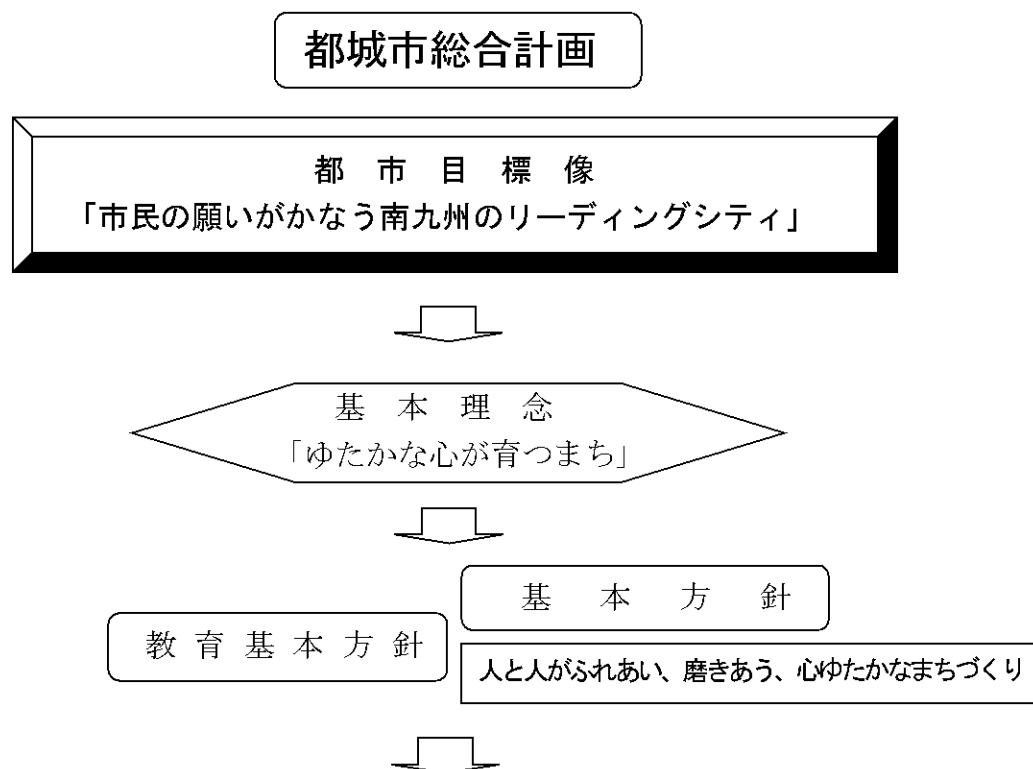 都城市総合計画
都市目標像
「市民の願いがかなう南九州のリーディングシティ」
基本理念
「ゆたかな心が育つまち」
基本方針
教育基本方針
人と人がふれあい、磨きあう、心ゆたかなまちづくり